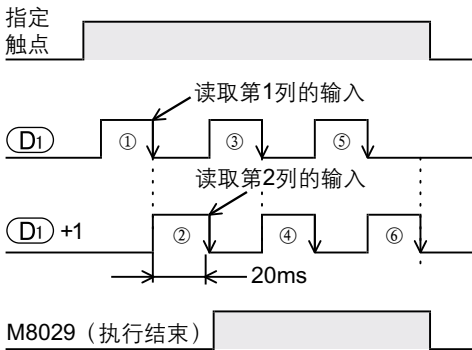 指定
触点
读取第1列的输入
D1
① ③ ⑤
读取第2列的输入
D1 +1
② ④ ⑥
20ms
M8029（执行结束）